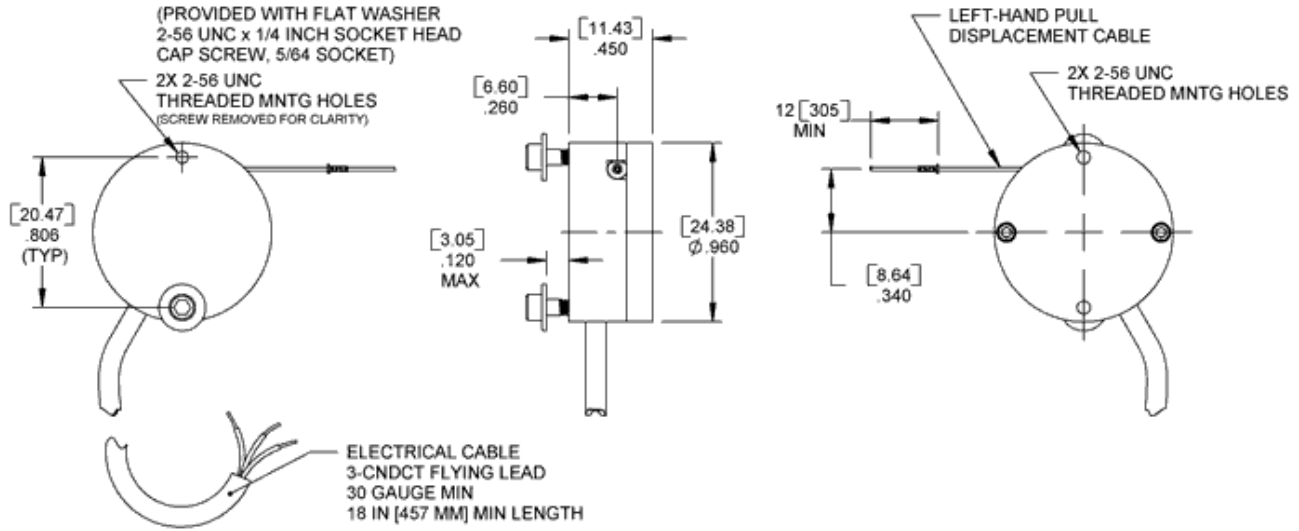 (PROVIDED WITH FLAT WASHER
2-56 UNC x 1/4 INCH SOCKET HEAD
CAP SCREW, 5/64 SOCKET)
2X 2-56 UNC
THREADED MNTG HOLES
(SCREW REMOVED FOR CLARITY)
[20.47]
.806
(TYP)
ELECTRICAL CABLE
3-CNDCT FLYING LEAD
30 GAUGE MIN
18 IN [457 MM] MIN LENGTH
[11.43]
.450
[6.60]
.260
[3.05]
.120
MAX
[24.38]
Ø.960
LEFT-HAND PULL
DISPLACEMENT CABLE
2X 2-56 UNC
THREADED MNTG HOLES
12 [305]
MIN
[8.64]
.340